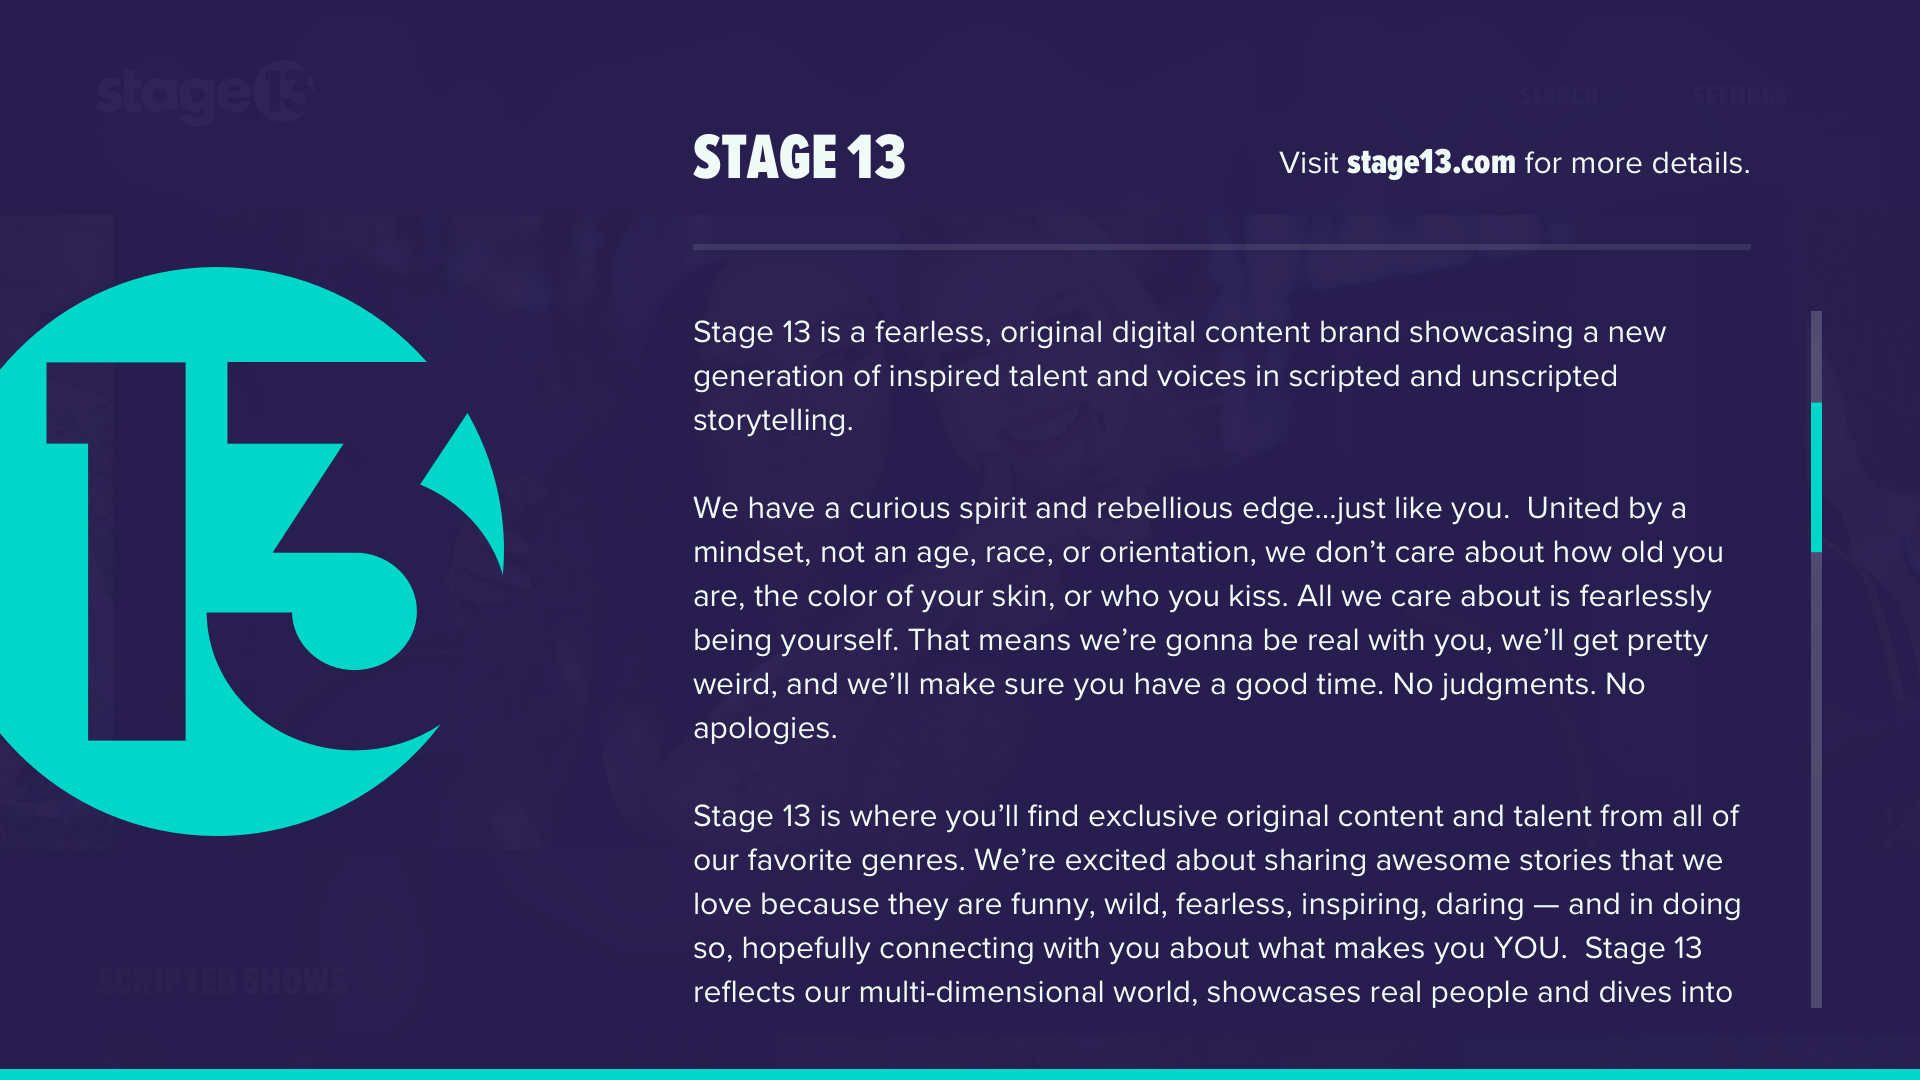 stage13
SEARCH
SETTINGS
STAGE 13
Visit stage13.com for more details.
13
Stage 13 is a fearless, original digital content brand showcasing a new
generation of inspired talent and voices in scripted and unscripted
storytelling.
We have a curious spirit and rebellious edge...just like you.  United by a
mindset, not an age, race, or orientation, we don’t care about how old you
are, the color of your skin, or who you kiss. All we care about is fearlessly
being yourself. That means we’re gonna be real with you, we’ll get pretty
weird, and we’ll make sure you have a good time. No judgments. No
apologies.
Stage 13 is where you’ll find exclusive original content and talent from all of
our favorite genres. We’re excited about sharing awesome stories that we
love because they are funny, wild, fearless, inspiring, daring — and in doing
so, hopefully connecting with you about what makes you YOU.  Stage 13
reflects our multi-dimensional world, showcases real people and dives into
SCRIPTED SHOWS